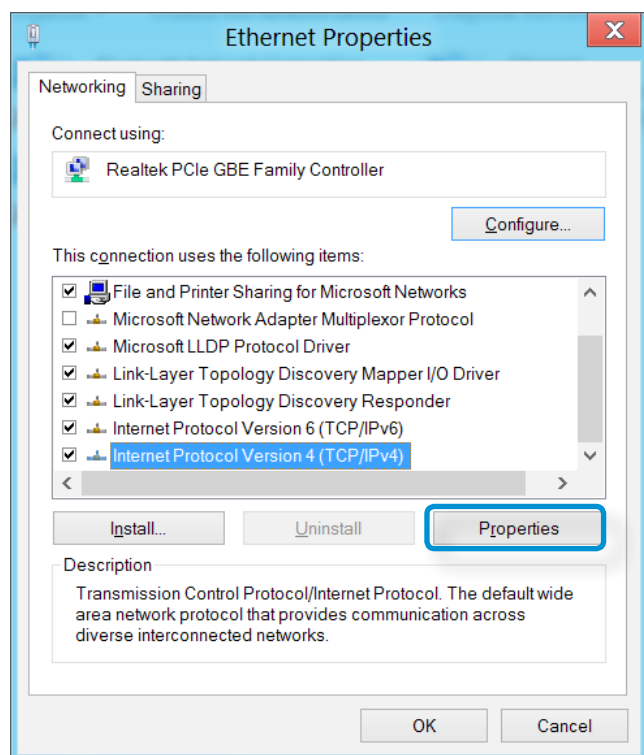 Ethernet Properties
Networking
Sharing
Connect using:
Realtek PCIe GBE Family Controller
Configure...
This connection uses the following items:
File and Printer Sharing for Microsoft Networks
Microsoft Network Adapter Multiplexor Protocol
Microsoft LLDP Protocol Driver
Link-Layer Topology Discovery Mapper I/O Driver
Link-Layer Topology Discovery Responder
Internet Protocol Version 6 (TCP/IPv6)
Internet Protocol Version 4 (TCP/IPv4)
Install...
Uninstall
Properties
Description
Transmission Control Protocol/Internet Protocol. The default wide
area network protocol that provides communication across
diverse interconnected networks.
OK
Cancel